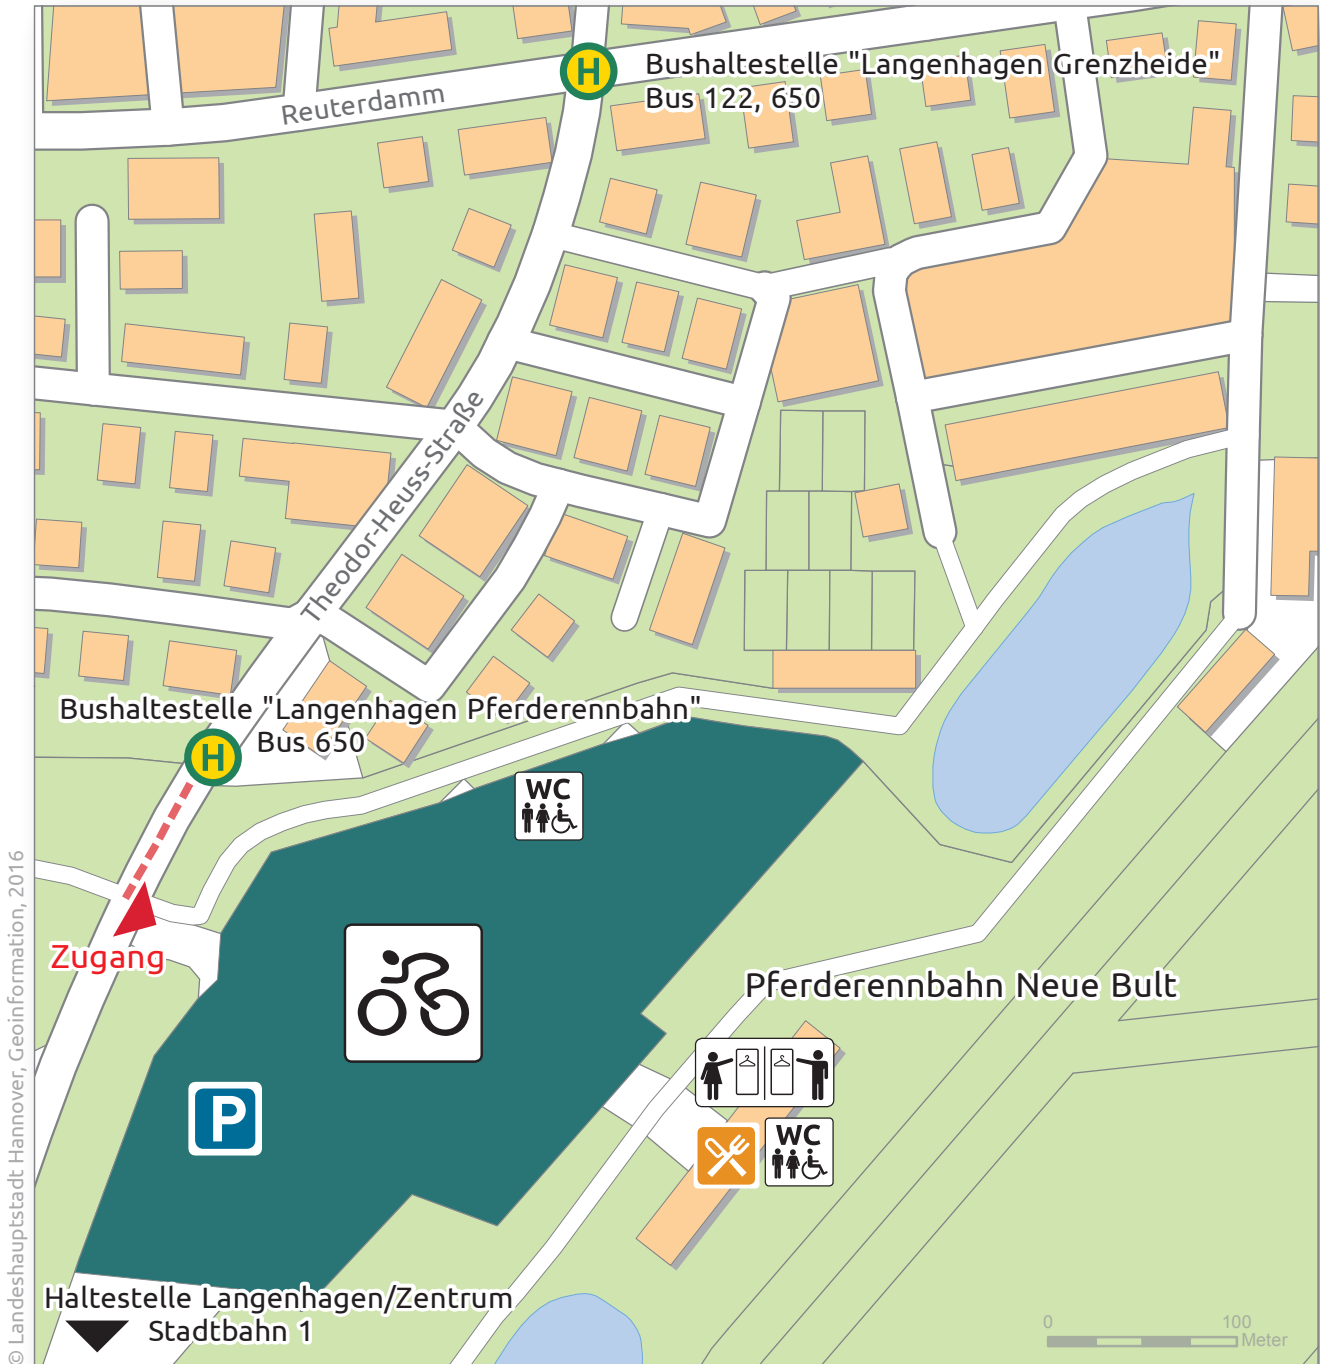 Bushaltestelle "Langenhagen Grenzheide"
Bus 122, 650
H
Reuterdamm
Theodor-Heuss-Straße
Bushaltestelle "Langenhagen Pferderennbahn"
Bus 650
H
WC
Zugang
Pferderennbahn Neue Bult
P
WC
Haltestelle Langenhagen/Zentrum
Stadtbahn 1
0 100
Meter
© Landeshauptstadt Hannover, Geoinformation, 2016